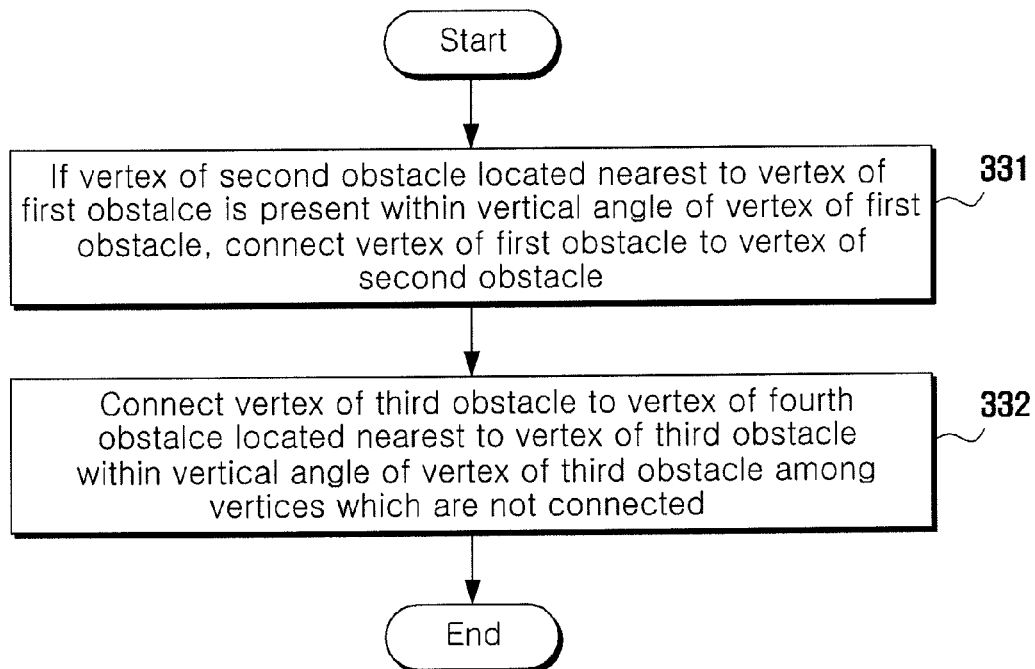 Start
If vertex of second obstacle located nearest to vertex of
first obstalce is present within vertical angle of vertex of first
obstacle, connect vertex of first obstacle to vertex of
second obstacle
331
Connect vertex of third obstacle to vertex of fourth
obstalce located nearest to vertex of third obstacle
within vertical angle of vertex of third obstacle among
vertices which are not connected
332
End